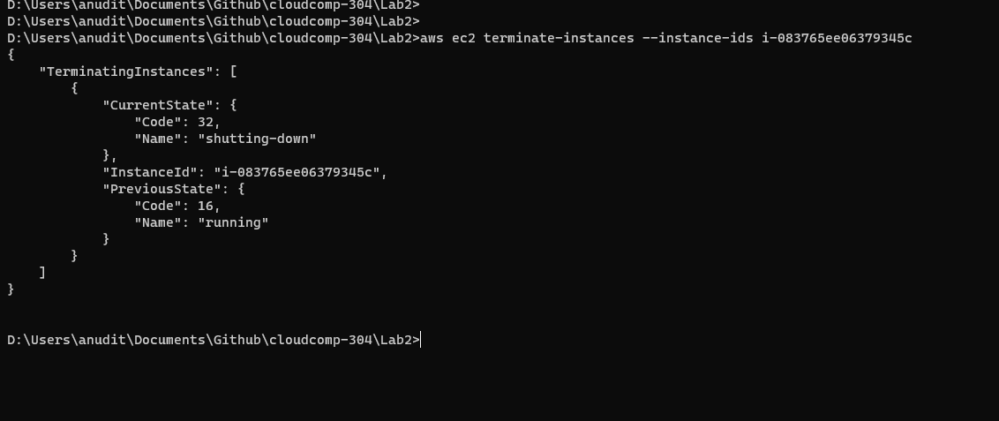 D:\Users\anudit\Documents\Github\cloudcomp-304\Lab2>
D:\Users\anudit\Documents\Github\cloudcomp-304\Lab2>
D:\Users\anudit\Documents\Github\cloudcomp-304\Lab2>aws ec2 terminate-instances --instance-ids i-083765ee06379345c
{
    "TerminatingInstances": [
        {
            "CurrentState": {
                "Code": 32,
                "Name": "shutting-down"
            },
            "InstanceId": "i-083765ee06379345c",
            "PreviousState": {
                "Code": 16,
                "Name": "running"
            }
        }
    ]
}
D:\Users\anudit\Documents\Github\cloudcomp-304\Lab2>